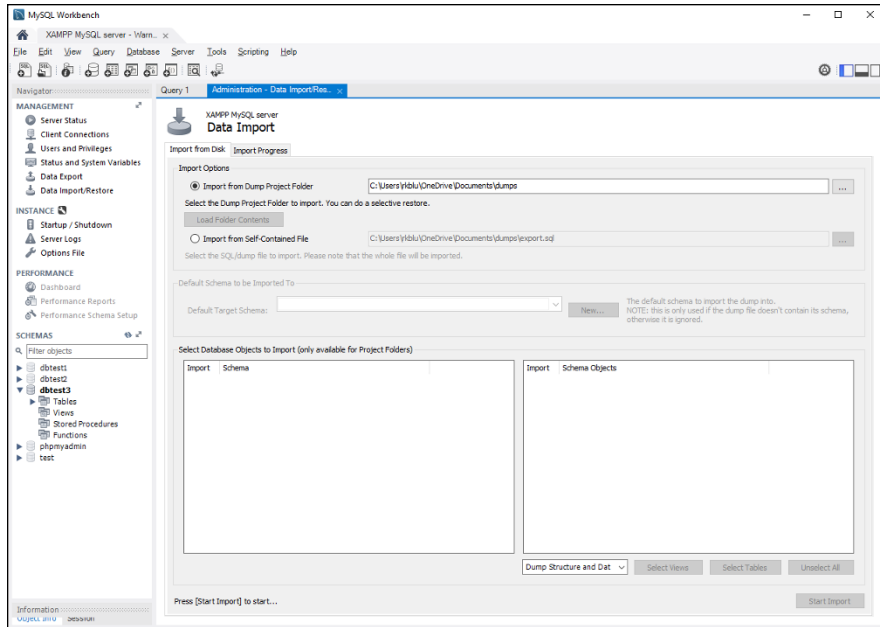 MySQL Workbench
XAMPP MySQL server - Warn...
File Edit View Query Database Server Tools Scripting Help
Navigator
MANAGEMENT
Server Status
Client Connections
Users and Privileges
Status and System Variables
Data Export
Data Import/Restore
INSTANCE
Startup / Shutdown
Server Logs
Options File
PERFORMANCE
Dashboard
Performance Reports
Performance Schema Setup
SCHEMAS
Filter objects
dbtest1
dbtest2
dbtest3
Tables
Views
Stored Procedures
Functions
phpmyadmin
test
Information
Object Info Session
Query 1 Administration - Data Import/Res...
XAMPP MySQL server
Data Import
Import from Disk Import Progress
Import Options
Import from Dump Project Folder C:\Users\rkblu\OneDrive\Documents\dumps ...
Select the Dump Project Folder to import. You can do a selective restore.
Load Folder Contents
Import from Self-Contained File C:\Users\rkblu\OneDrive\Documents\dumps\export.sql ...
Select the SQL/dump file to import. Please note that the whole file will be imported.
Default Schema to be Imported To
Default Target Schema: New...
The default schema to import the dump into.
NOTE: this is only used if the dump file doesn't contain its schema,
otherwise it is ignored.
Select Database Objects to Import (only available for Project Folders)
Import Schema
Import Schema Objects
Dump Structure and Dat Select Views Select Tables Unselect All
Press [Start Import] to start...
Start Import